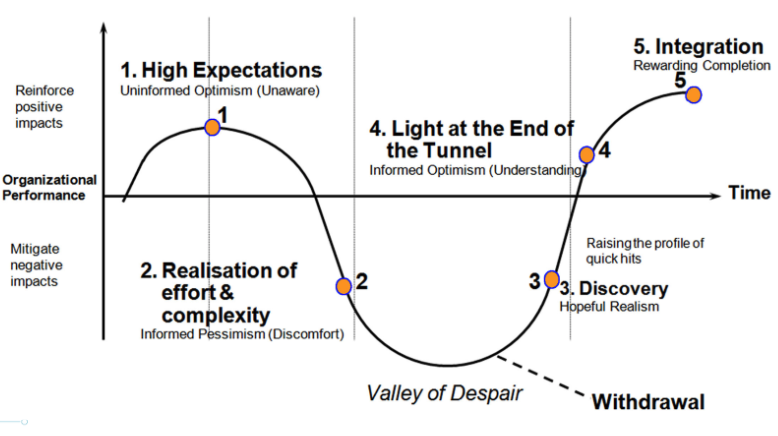 1. High Expectations
Uninformed Optimism (Unaware)
1
5. Integration
Rewarding Completion
5
Reinforce
positive
impacts
4. Light at the End of
the Tunnel
Informed Optimism (Understanding)
4
Organizational
Performance
Time
Mitigate
negative
impacts
2. Realisation of
effort &
complexity
Informed Pessimism (Discomfort)
2
Raising the profile of
quick hits
3
3. Discovery
Hopeful Realism
Valley of Despair
Withdrawal